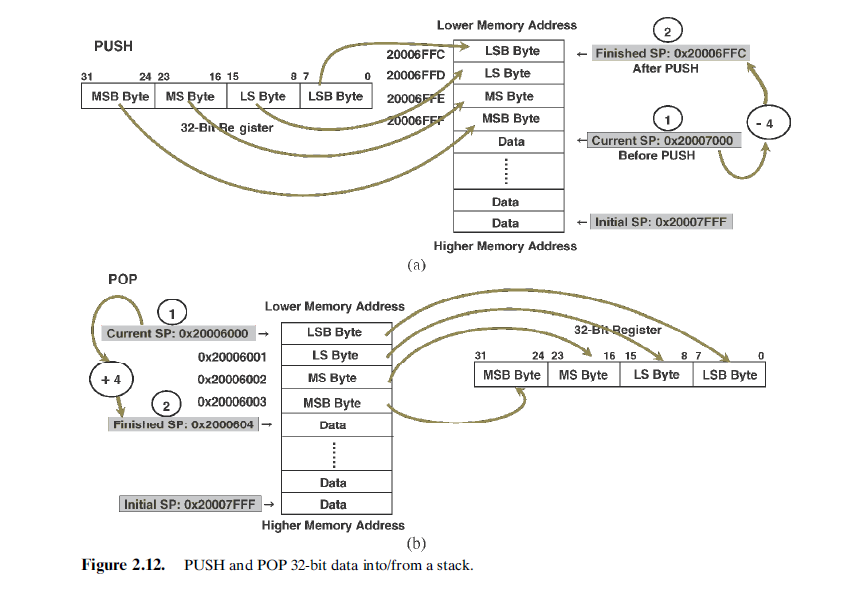 Lower Memory Address
2
PUSH
20006FFC
LSB Byte
← Finished SP: 0x20006FFC
After PUSH
31 24 23 16 15 8 7 0
20006FFD
LS Byte
MSB Byte MS Byte LS Byte LSB Byte
20006FFE
MS Byte
32-Bit Re gister
20006FFF
MSB Byte
1
- 4
Data
← Current SP: 0x20007000
Before PUSH
Data
Data
← Initial SP: 0x20007FFF
Higher Memory Address
(a)
POP
Lower Memory Address
1
Current SP: 0x20006000 →
LSB Byte
32-Bit Register
0x20006001
LS Byte
31 24 23 16 15 8 7 0
+ 4
0x20006002
MS Byte
MSB Byte MS Byte LS Byte LSB Byte
2
0x20006003
MSB Byte
Finished SP: 0x2000604 →
Data
Data
Initial SP: 0x20007FFF →
Data
Higher Memory Address
(b)
Figure 2.12. PUSH and POP 32-bit data into/from a stack.